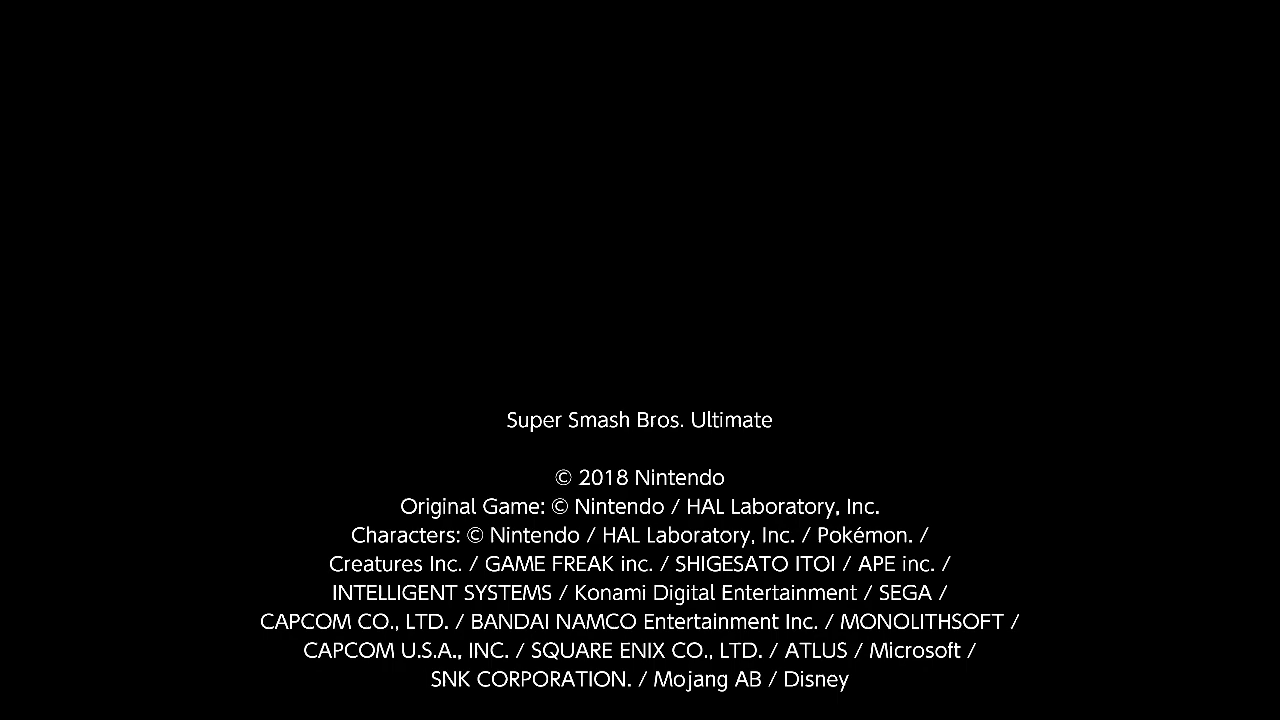 Super Smash Bros. Ultimate
© 2018 Nintendo
Original Game: © Nintendo / HAL Laboratory, Inc.
Characters: © Nintendo / HAL Laboratory, Inc. / Pokémon. /
Creatures Inc. / GAME FREAK inc. / SHIGESATO ITOI / APE inc. /
INTELLIGENT SYSTEMS / Konami Digital Entertainment / SEGA /
CAPCOM CO., LTD. / BANDAI NAMCO Entertainment Inc. / MONOLITHSOFT /
CAPCOM U.S.A., INC. / SQUARE ENIX CO., LTD. / ATLUS / Microsoft /
SNK CORPORATION. / Mojang AB / Disney